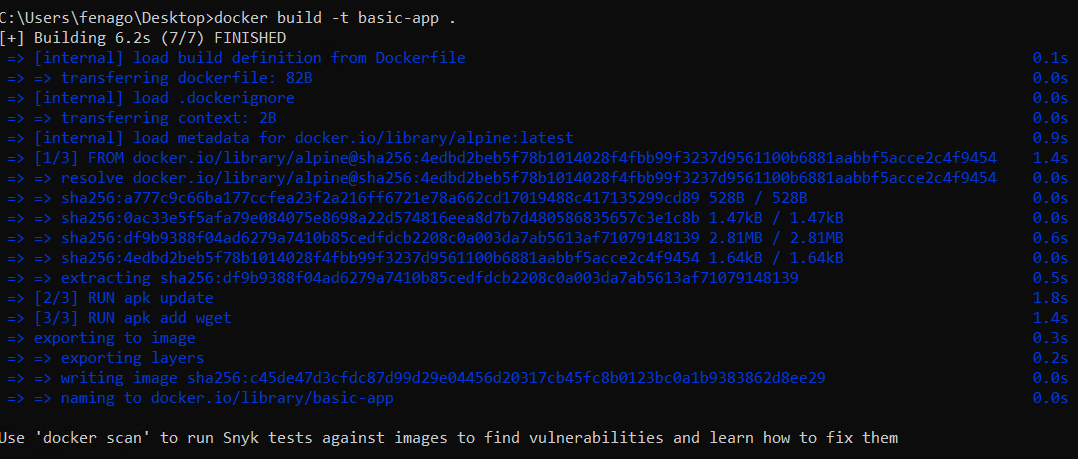 C:\Users\fenago\Desktop>docker build -t basic-app .
[+] Building 6.2s (7/7) FINISHED
=> [internal] load build definition from Dockerfile 0.1s
=> => transferring dockerfile: 82B 0.0s
=> [internal] load .dockerignore 0.0s
=> => transferring context: 2B 0.0s
=> [internal] load metadata for docker.io/library/alpine:latest 0.9s
=> [1/3] FROM docker.io/library/alpine@sha256:4edbd2beb5f78b1014028f4fbb99f3237d9561100b6881aabbf5acce2c4f9454 1.4s
=> => resolve docker.io/library/alpine@sha256:4edbd2beb5f78b1014028f4fbb99f3237d9561100b6881aabbf5acce2c4f9454 0.0s
=> => sha256:a777c9c66ba177ccfea23f2a216ff6721e78a662cd17019488c417135299cd89 528B / 528B 0.0s
=> => sha256:0ac33e5f5afa79e084075e8698a22d574816eea8d7b7d480586835657c3e1c8b 1.47kB / 1.47kB 0.0s
=> => sha256:df9b9388f04ad6279a7410b85cedfdcb2208c0a003da7ab5613af71079148139 2.81MB / 2.81MB 0.6s
=> => sha256:4edbd2beb5f78b1014028f4fbb99f3237d9561100b6881aabbf5acce2c4f9454 1.64kB / 1.64kB 0.0s
=> => extracting sha256:df9b9388f04ad6279a7410b85cedfdcb2208c0a003da7ab5613af71079148139 0.5s
=> [2/3] RUN apk update 1.8s
=> [3/3] RUN apk add wget 1.4s
=> exporting to image 0.3s
=> => exporting layers 0.2s
=> => writing image sha256:c45de47d3cfdc87d99d29e04456d20317cb45fc8b0123bc0a1b9383862d8ee29 0.0s
=> => naming to docker.io/library/basic-app 0.0s
Use 'docker scan' to run Snyk tests against images to find vulnerabilities and learn how to fix them